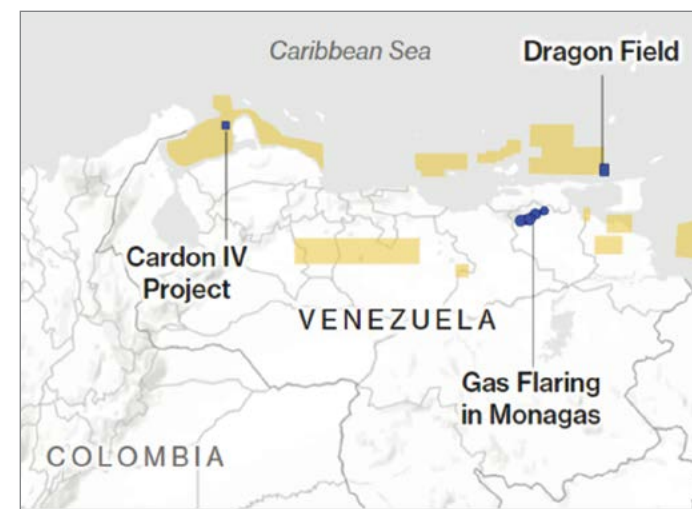 Caribbean Sea
Dragon Field
Cardon IV
Project
VENEZUELA
Gas Flaring
in Monagas
COLOMBIA